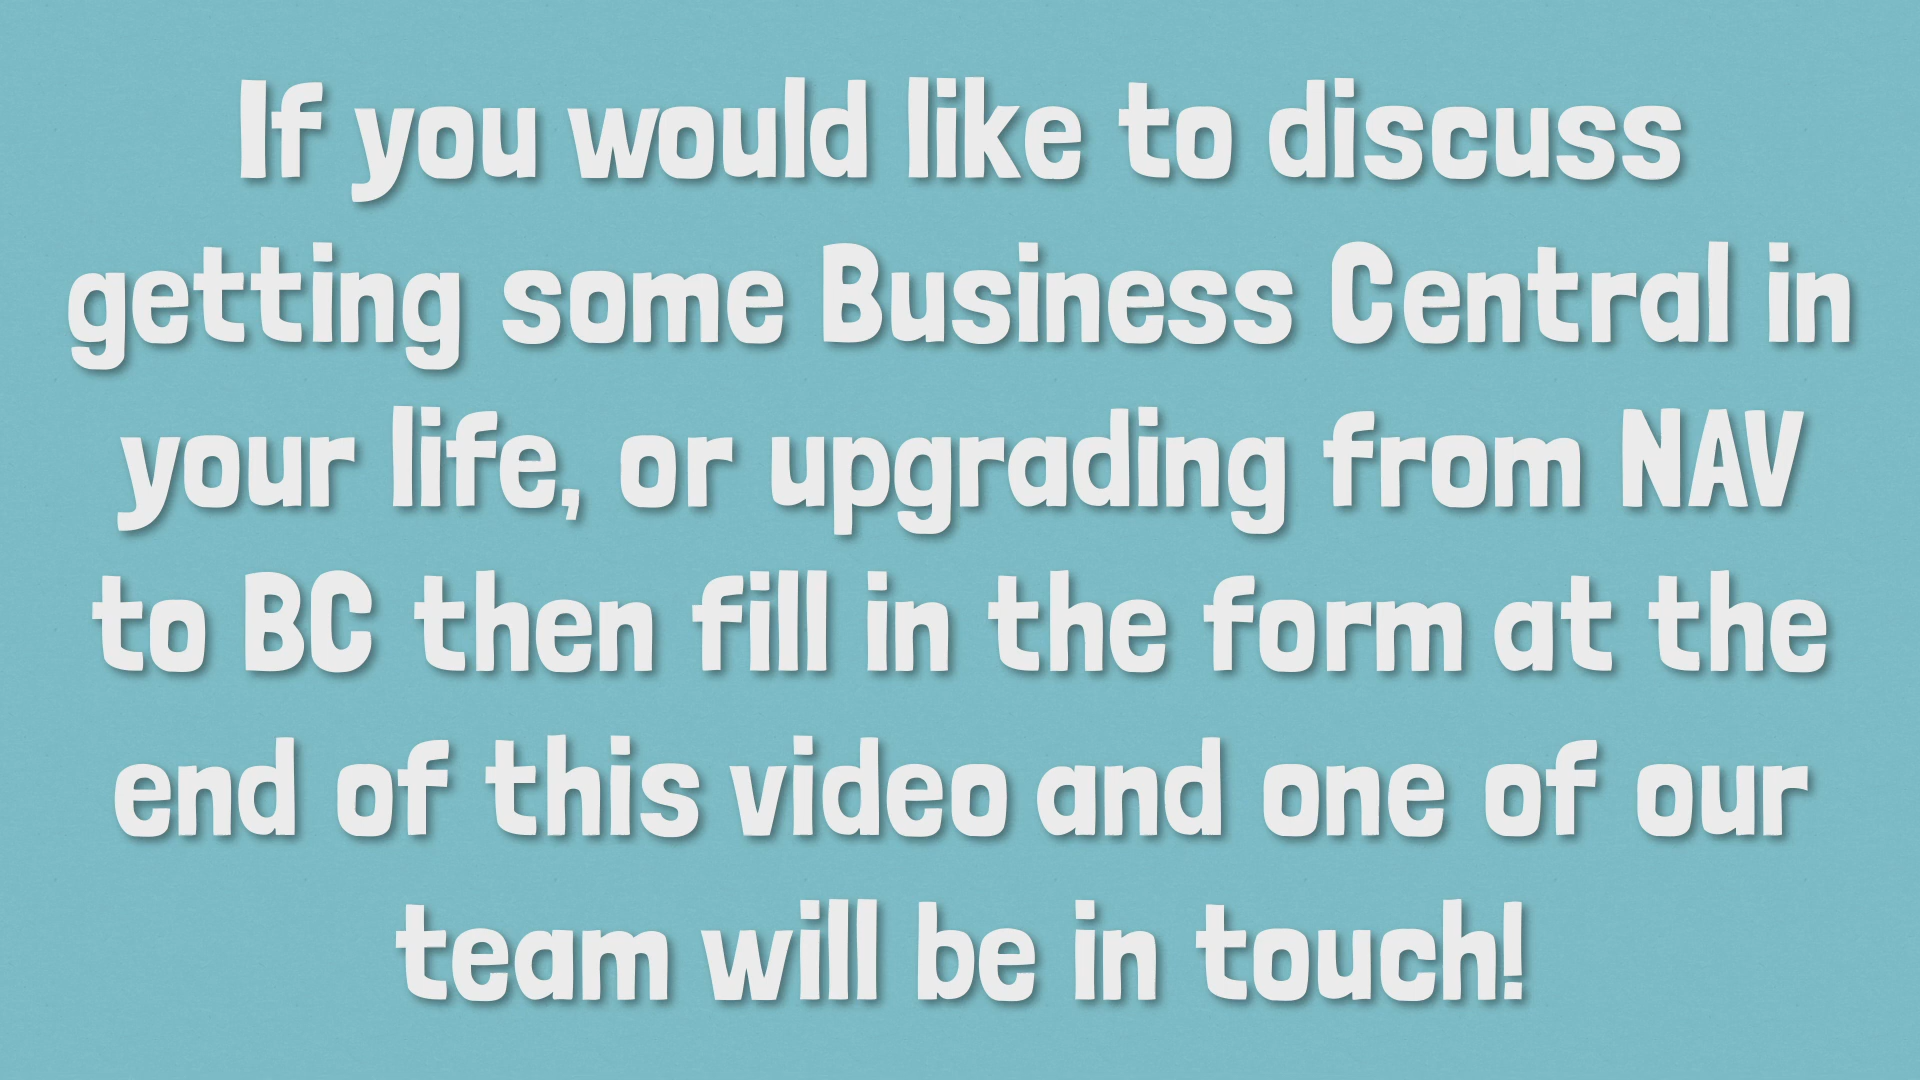 If you would like to discuss
getting some Business Central in
your life, or upgrading from NAV
to BC then fill in the form at the
end of this video and one of our
team will be in touch!